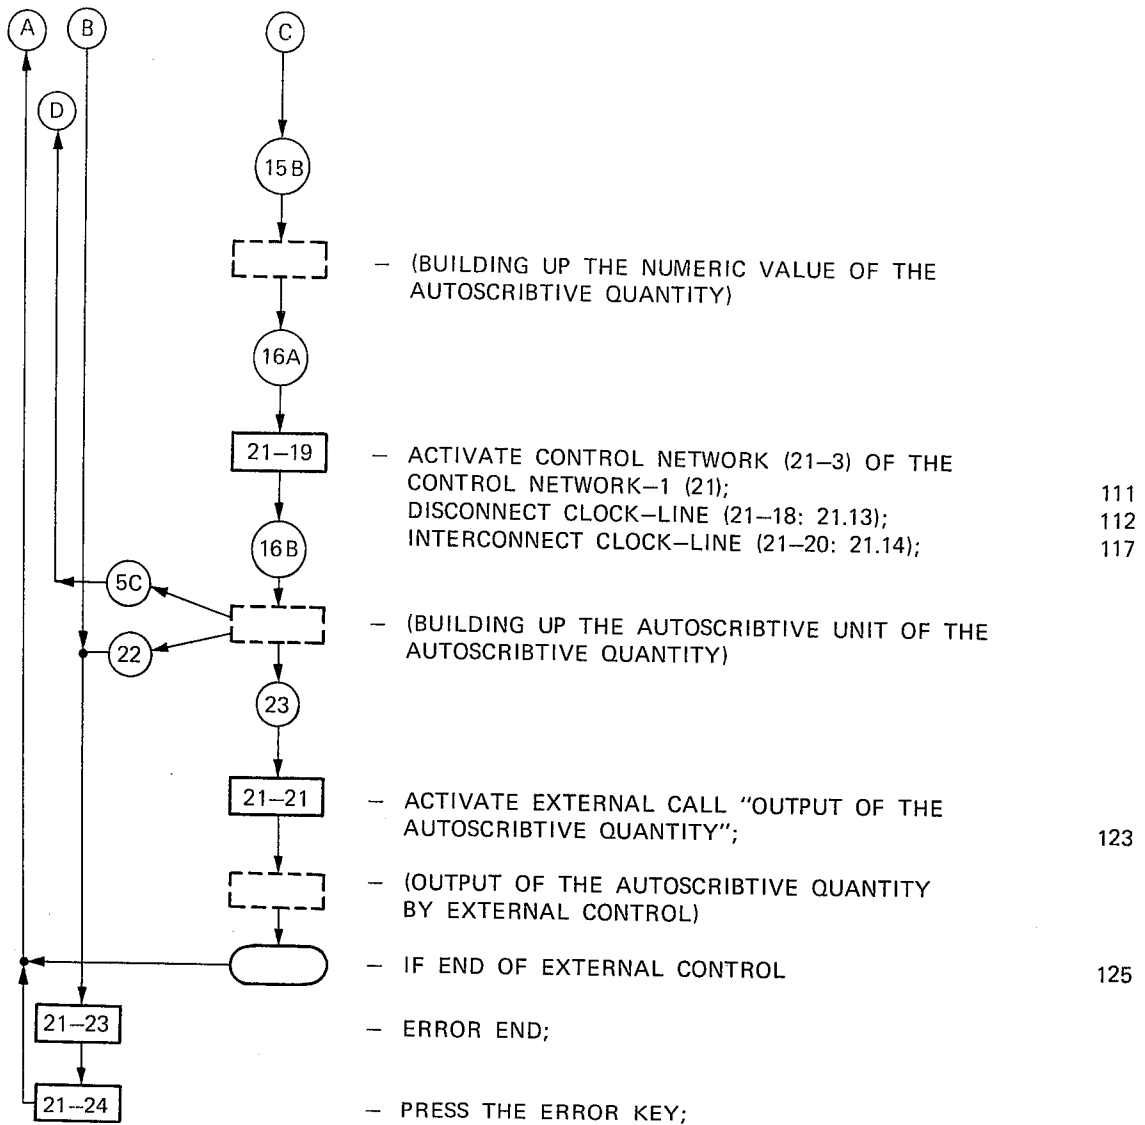 A B C
D
15B
– (BUILDING UP THE NUMERIC VALUE OF THE
AUTOSCRIBTIVE QUANTITY)
16A
21–19 – ACTIVATE CONTROL NETWORK (21–3) OF THE
CONTROL NETWORK–1 (21); 111
DISCONNECT CLOCK–LINE (21–18: 21.13); 112
INTERCONNECT CLOCK–LINE (21–20: 21.14); 117
16B
5C
– (BUILDING UP THE AUTOSCRIBTIVE UNIT OF THE
AUTOSCRIBTIVE QUANTITY)
22
23
21–21 – ACTIVATE EXTERNAL CALL "OUTPUT OF THE
AUTOSCRIBTIVE QUANTITY"; 123
– (OUTPUT OF THE AUTOSCRIBTIVE QUANTITY
BY EXTERNAL CONTROL)
– IF END OF EXTERNAL CONTROL 125
21–23 – ERROR END;
21–24 – PRESS THE ERROR KEY;